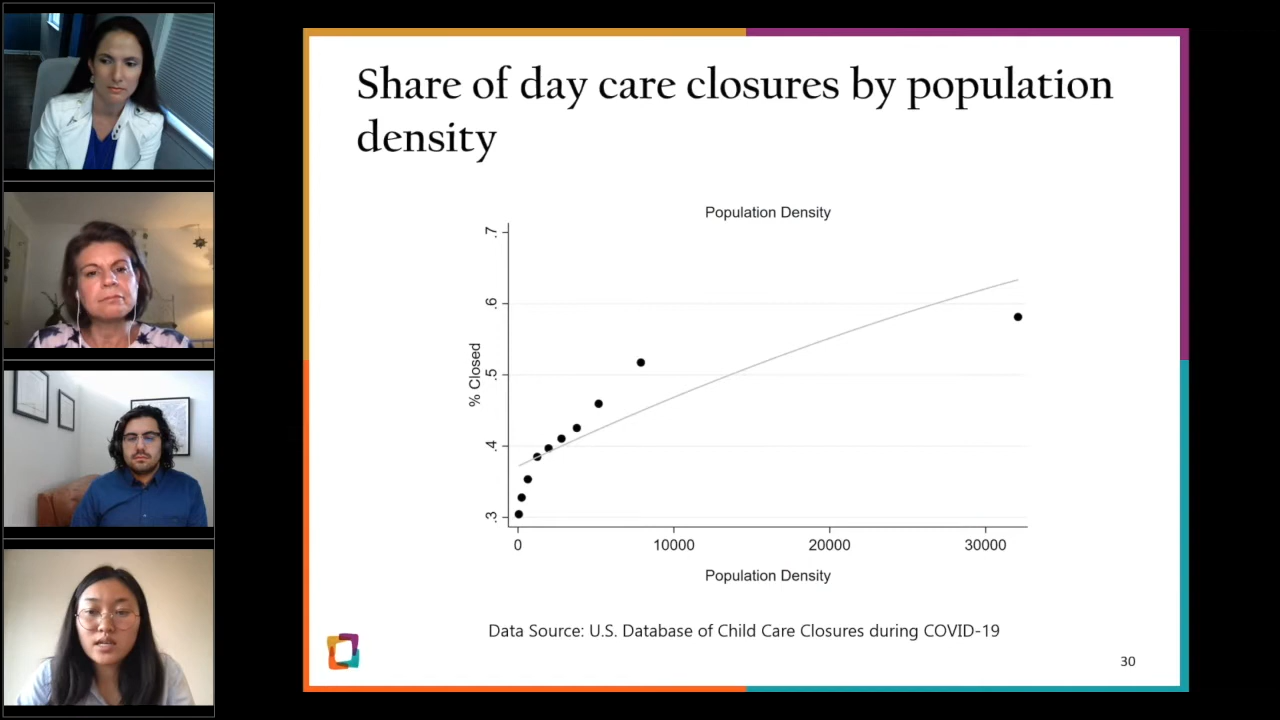 Share of day care closures by population
density
Population Density
% Closed
.7
.6
.5
.4
.3
0 10000 20000 30000
Population Density
Data Source: U.S. Database of Child Care Closures during COVID-19
30